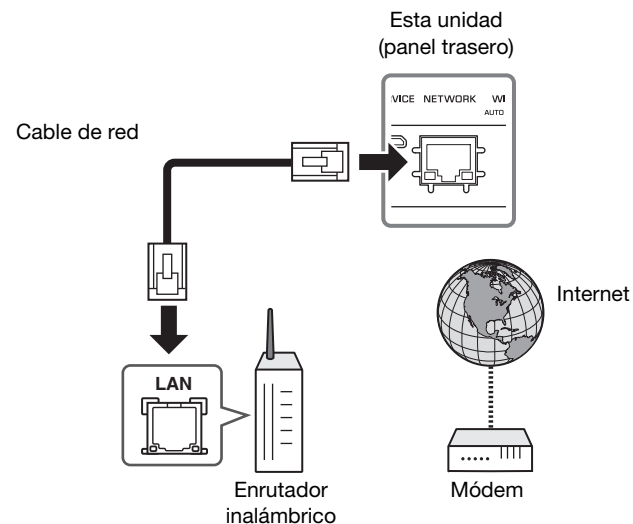 Esta unidad
(panel trasero)
VICE NETWORK WI
AUTO
Cable de red
Internet
LAN
Enrutador
inalámbrico
Módem